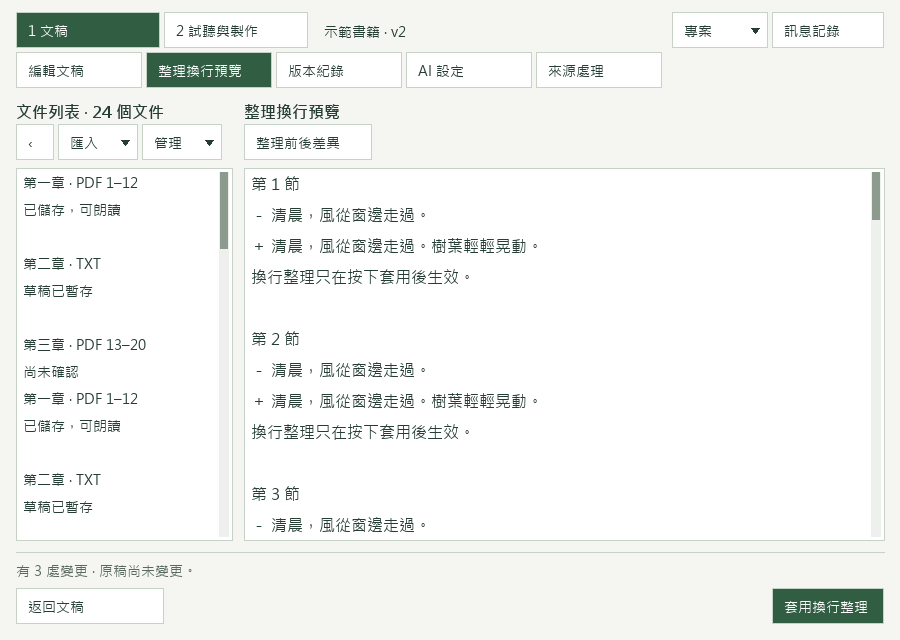 1 文稿
2 試聽與製作
示範書籍 · v2
專案
訊息記錄
編輯文稿
整理換行預覽
版本紀錄
AI 設定
來源處理
文件列表 · 24 個文件
‹
匯入
管理
第一章 · PDF 1–12
已儲存，可朗讀
第二章 · TXT
草稿已暫存
第三章 · PDF 13–20
尚未確認
第一章 · PDF 1–12
已儲存，可朗讀
第二章 · TXT
草稿已暫存
整理換行預覽
整理前後差異
第 1 節
- 清晨，風從窗邊走過。
+ 清晨，風從窗邊走過。樹葉輕輕晃動。
換行整理只在按下套用後生效。
第 2 節
- 清晨，風從窗邊走過。
+ 清晨，風從窗邊走過。樹葉輕輕晃動。
換行整理只在按下套用後生效。
第 3 節
- 清晨，風從窗邊走過。
有 3 處變更 · 原稿尚未變更。
返回文稿
套用換行整理